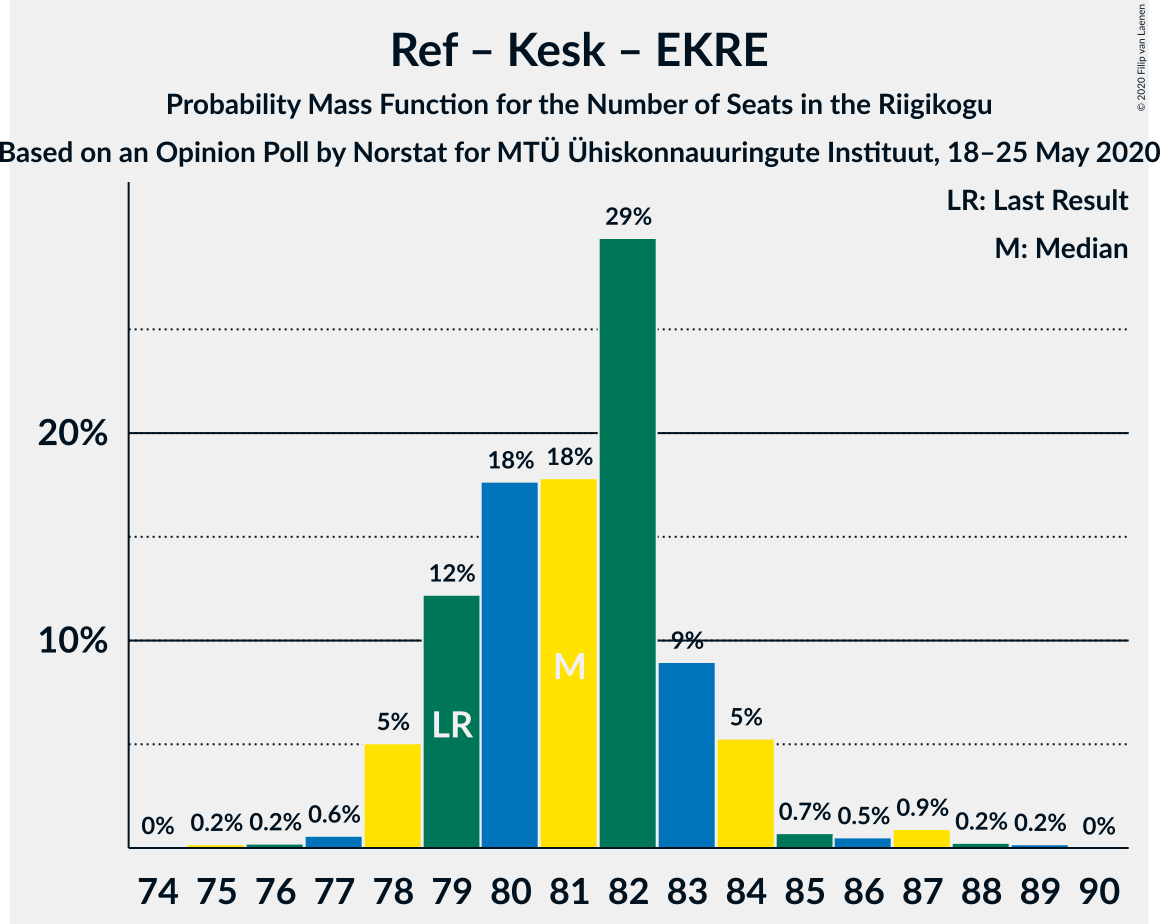 Ref – Kesk – EKRE
Probability Mass Function for the Number of Seats in the Riigikogu
Based on an Opinion Poll by Norstat for MTÜ Ühiskonnauuringute Instituut, 18–25 May 2020
© 2020 Filip van Laenen
LR: Last Result
M: Median
29%
20%
18% 18%
12%
10%
9%
M
5% LR 5%
0% 0.2% 0.2% 0.6% 0.7% 0.5% 0.9% 0.2% 0.2% 0%
74 75 76 77 78 79 80 81 82 83 84 85 86 87 88 89 90